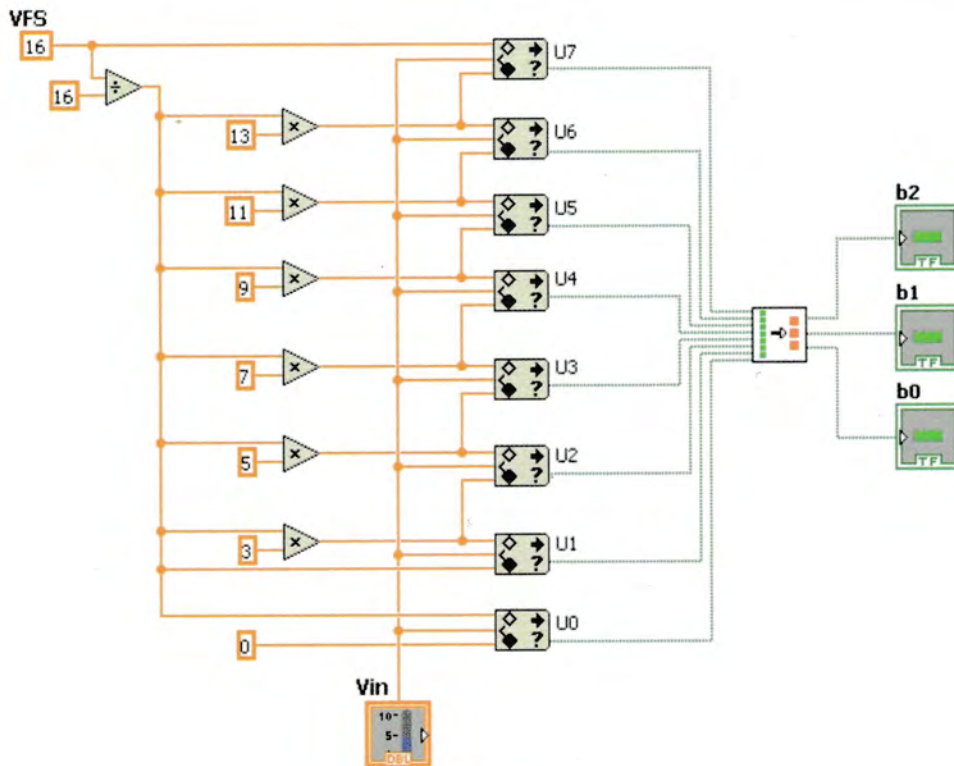 VFS
16
16
÷
U7
?
13
×
U6
?
11
×
U5
?
b2
TF
9
×
U4
?
b1
TF
7
×
U3
?
b0
TF
5
×
U2
?
3
×
U1
?
0
U0
?
Vin
10-
5-
DBL